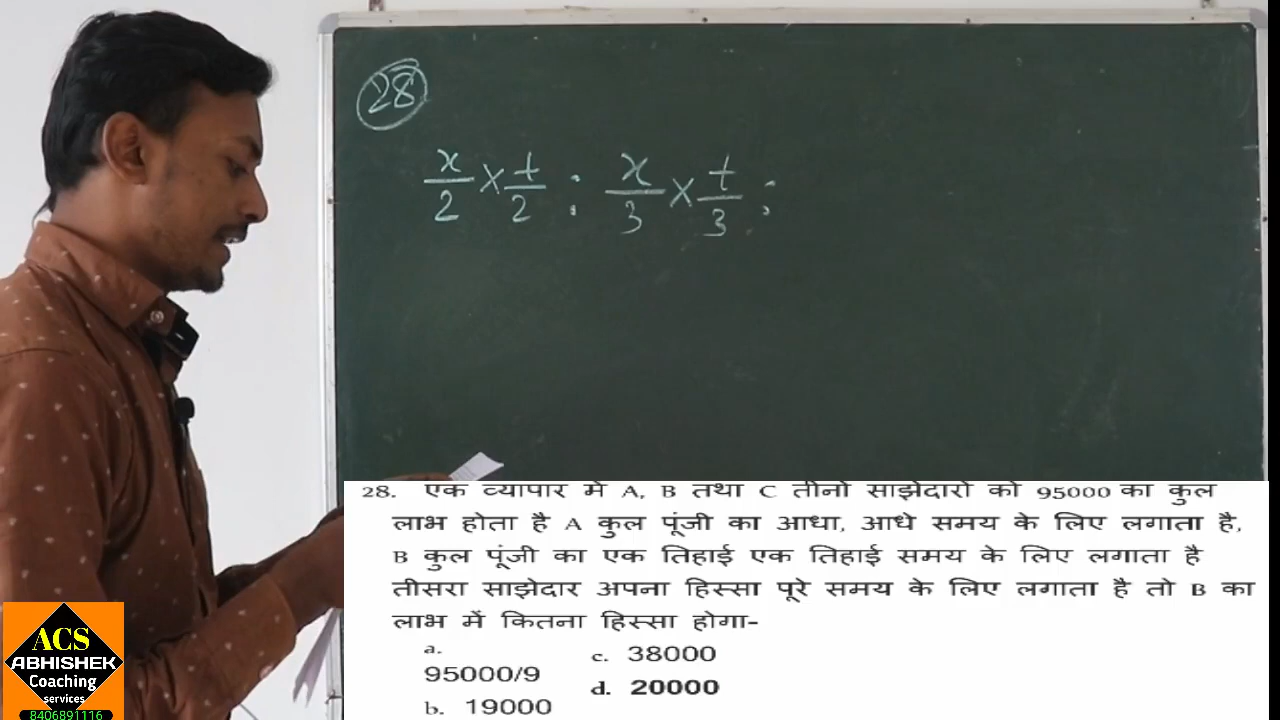 28
x/2 × t/2 : x/3 × t/3 :
28. एक व्यापार मे A, B तथा C तीनो साझेदारो को 95000 का कुल
लाभ होता है A कुल पूंजी का आधा, आधे समय के लिए लगाता है,
B कुल पूंजी का एक तिहाई एक तिहाई समय के लिए लगाता है
तीसरा साझेदार अपना हिस्सा पूरे समय के लिए लगाता है तो B का
लाभ में कितना हिस्सा होगा-
a.
95000/9
b. 19000
c. 38000
d. 20000
ACS
ABHISHEK
Coaching
services
8406891116